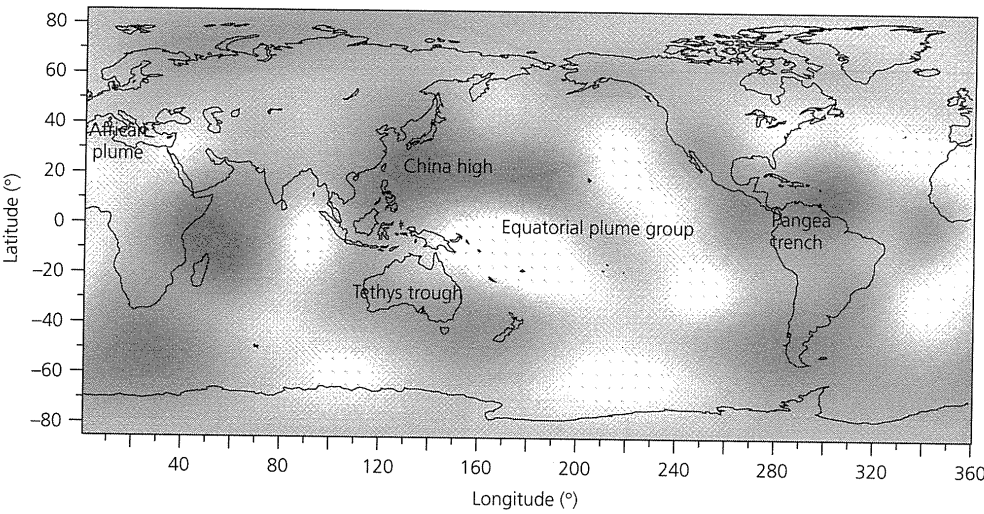 80
60
40
20
0
−20
−40
−60
−80
Latitude (°)
African
plume
China high
Equatorial plume group
Pangea
trench
Tethys trough
40 80 120 160 200 240 280 320 360
Longitude (°)